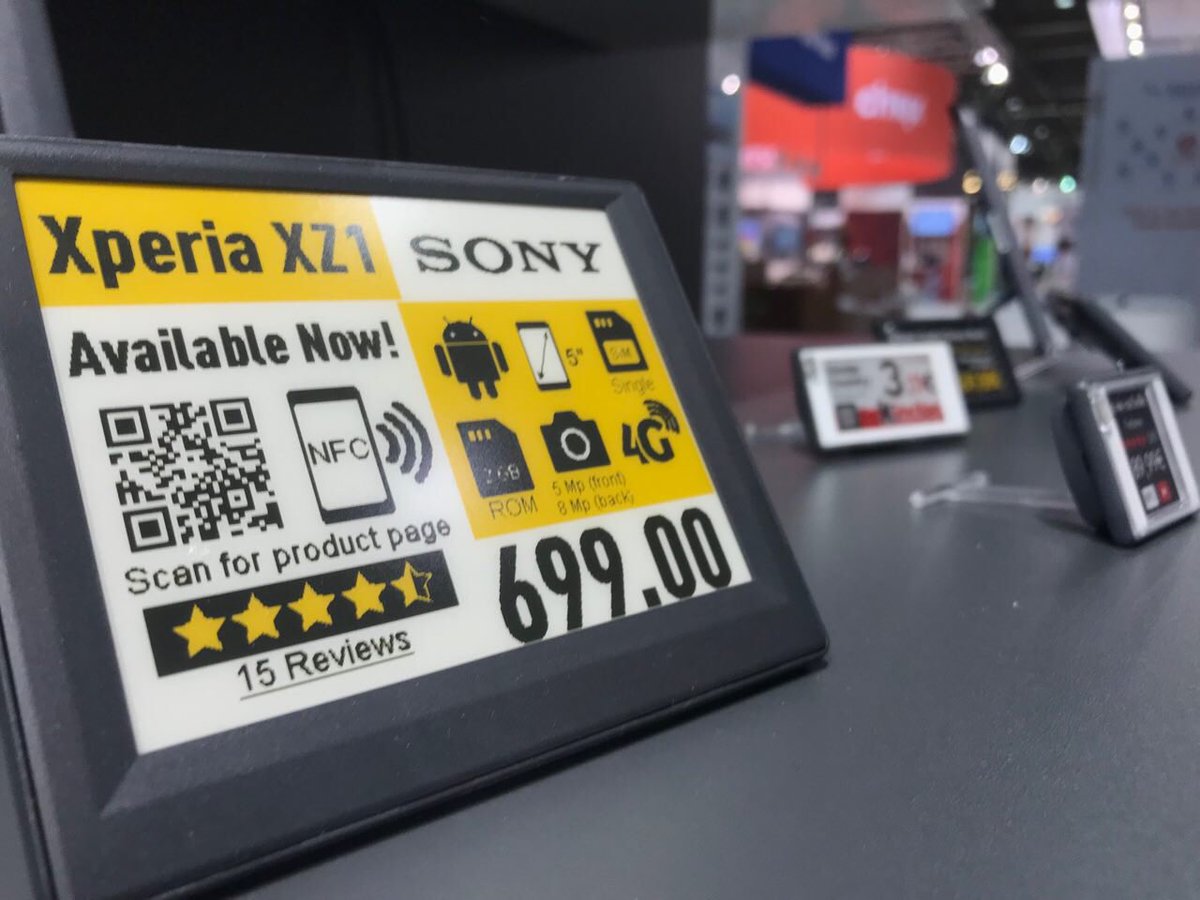 Xperia XZ1
SONY
Available Now!
5"
SIM
Single
NFC
ROM
5 Mp (front)
8 Mp (back)
4G
Scan for product page
699.00
15 Reviews